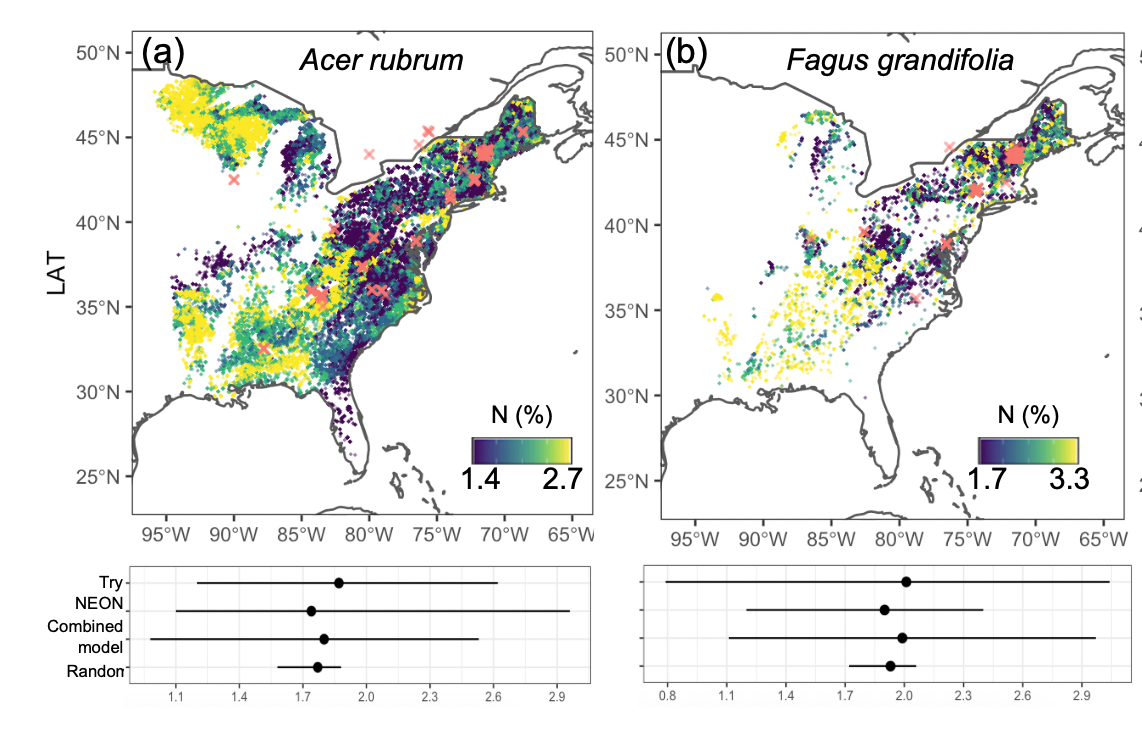 (a) Acer rubrum
(b) Fagus grandifolia
50°N
45°N
40°N
35°N
30°N
25°N
LAT
N (%)
1.4 2.7
95°W 90°W 85°W 80°W 75°W 70°W 65°W
50°N
45°N
40°N
35°N
30°N
25°N
N (%)
1.7 3.3
95°W 90°W 85°W 80°W 75°W 70°W 65°W
Try
NEON
Combined
model
Random
1.1 1.4 1.7 2.0 2.3 2.6 2.9
0.8 1.1 1.4 1.7 2.0 2.3 2.6 2.9